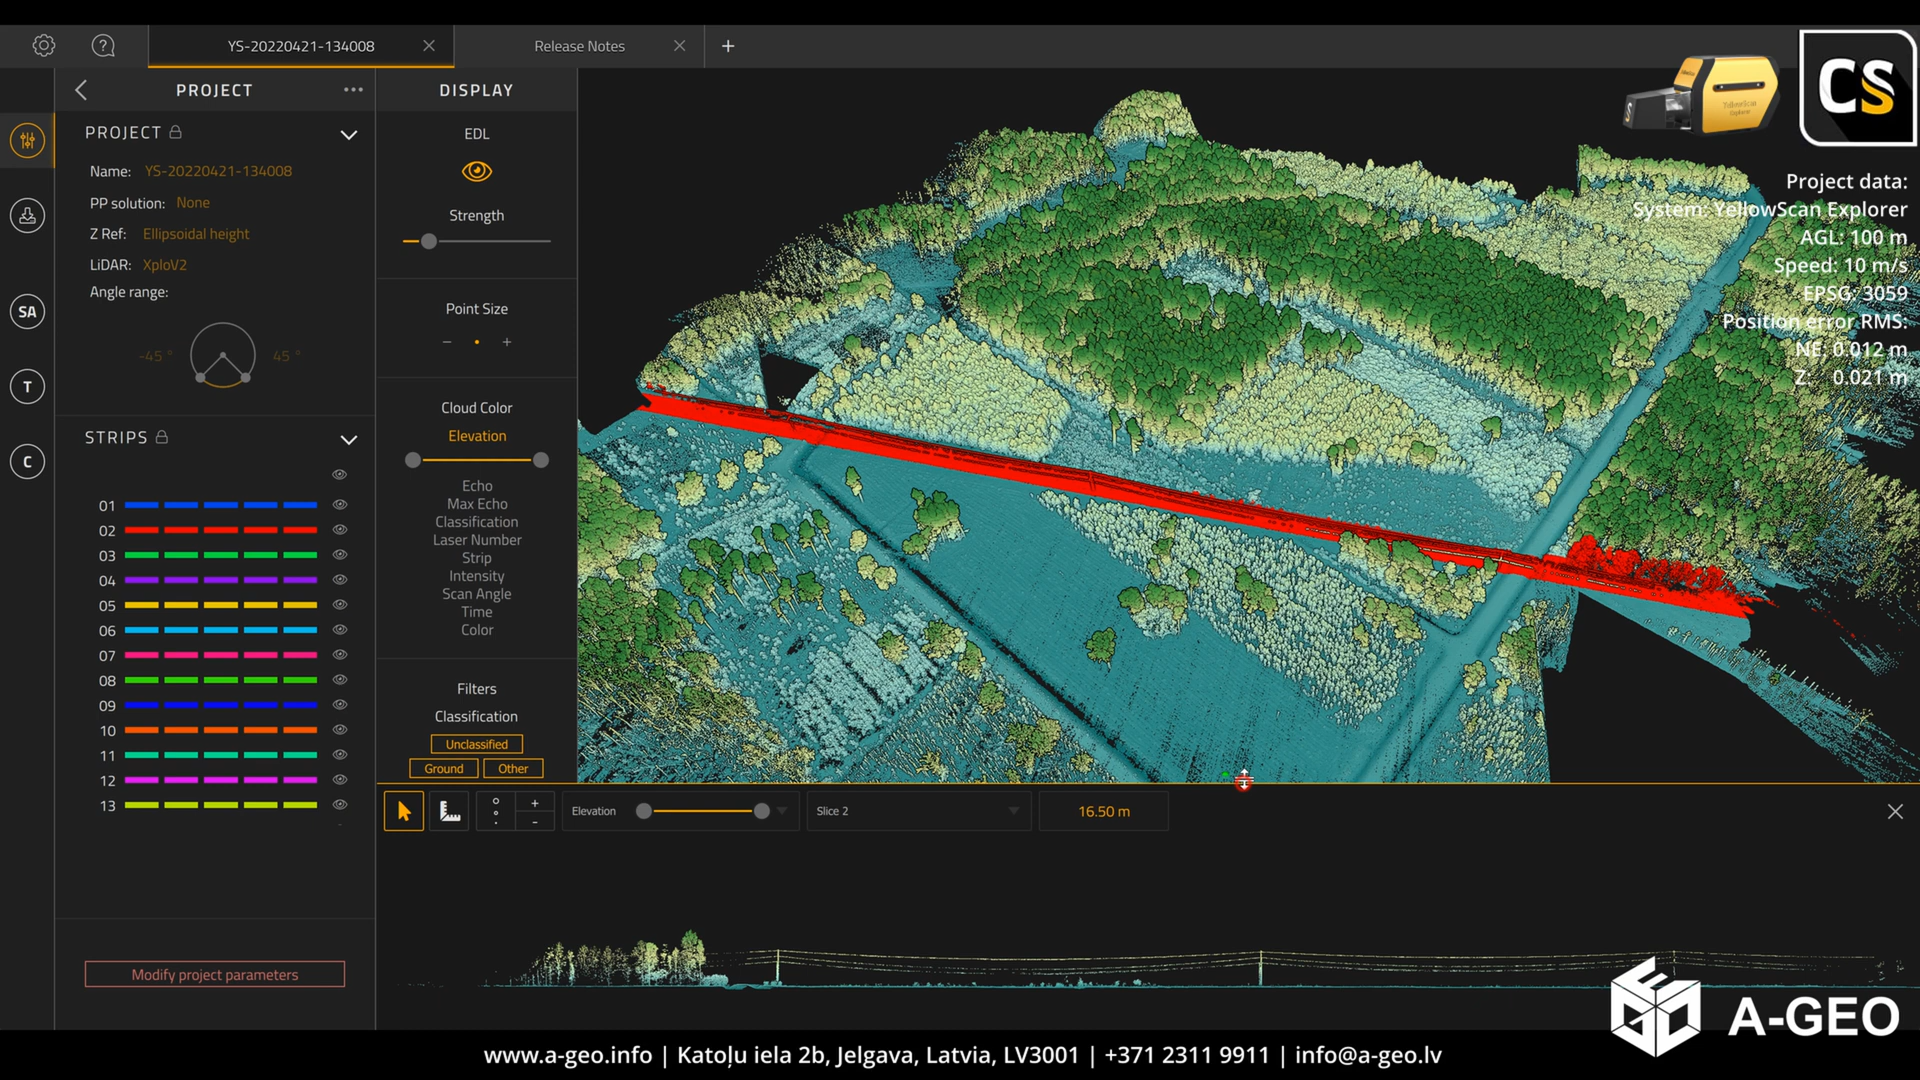 YS-20220421-134008
Release Notes
PROJECT
PROJECT
Name: YS-20220421-134008
PP solution: None
Z Ref: Ellipsoidal height
LiDAR: XploV2
Angle range:
-45 °
45 °
STRIPS
01
02
03
04
05
06
07
08
09
10
11
12
13
Modify project parameters
SA
T
C
DISPLAY
EDL
Strength
Point Size
Cloud Color
Elevation
Echo
Max Echo
Classification
Laser Number
Strip
Intensity
Scan Angle
Time
Color
Filters
Classification
Unclassified
Ground
Other
CS
Project data:
System: YellowScan Explorer
AGL: 100 m
Speed: 10 m/s
EPSG: 3059
Position error RMS:
NE: 0.012 m
Z: 0.021 m
Elevation
Slice 2
16.50 m
GEO
A-GEO
www.a-geo.info | Katoļu iela 2b, Jelgava, Latvia, LV3001 | +371 2311 9911 | info@a-geo.lv